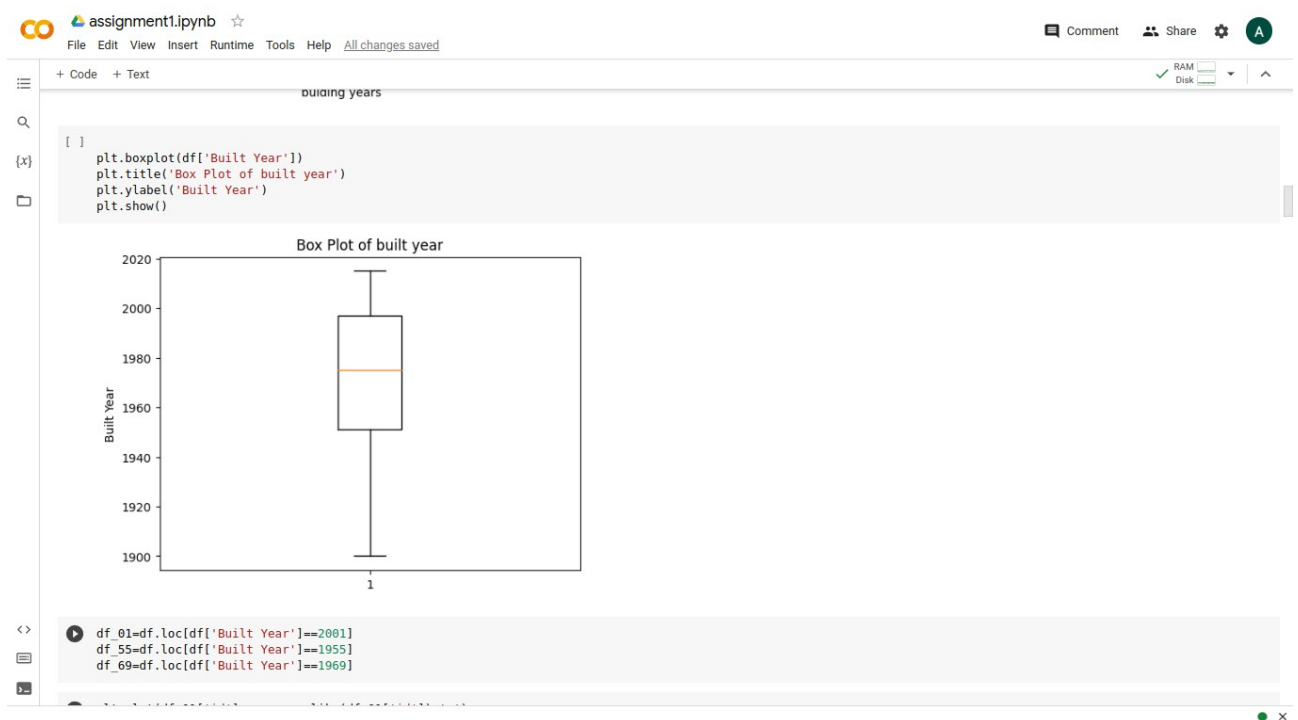 CO
assignment1.ipynb
File Edit View Insert Runtime Tools Help All changes saved
Comment Share A
+ Code + Text
RAM
Disk
building years
{x}
[ ]
plt.boxplot(df['Built Year'])
plt.title('Box Plot of built year')
plt.ylabel('Built Year')
plt.show()
Box Plot of built year
2020
2000
1980
1960
1940
1920
1900
Built Year
1
df_01=df.loc[df['Built Year']==2001]
df_55=df.loc[df['Built Year']==1955]
df_69=df.loc[df['Built Year']==1969]